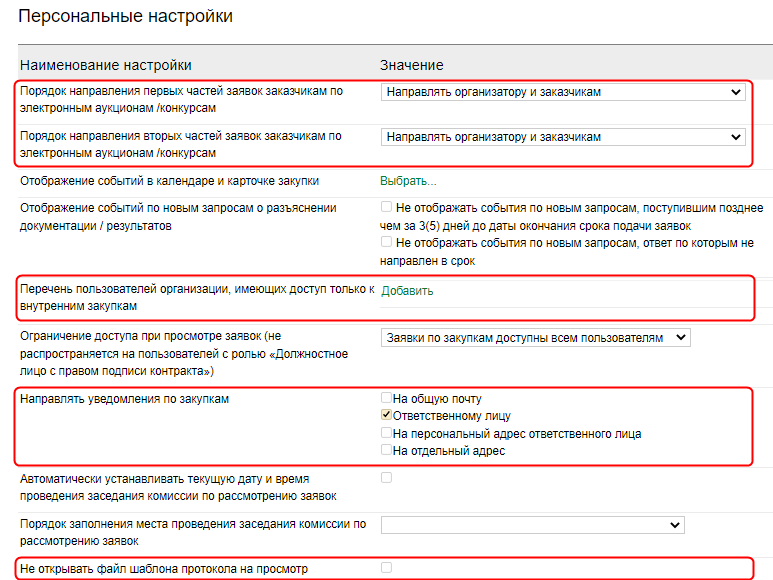 Персональные настройки
Наименование настройки Значение
Порядок направления первых частей заявок заказчикам по Направлять организатору и заказчикам
электронным аукционам /конкурсам
Порядок направления вторых частей заявок заказчикам по Направлять организатору и заказчикам
электронным аукционам /конкурсам
Отображение событий в календаре и карточке закупки Выбрать...
Отображение событий по новым запросам о разъяснении Не отображать события по новым запросам, поступившим позднее
документации / результатов чем за 3(5) дней до даты окончания срока подачи заявок
Не отображать события по новым запросам, ответ по которым не
направлен в срок
Перечень пользователей организации, имеющих доступ только к Добавить
внутренним закупкам
Ограничение доступа при просмотре заявок (не Заявки по закупкам доступны всем пользователям
распространяется на пользователей с ролью «Должностное
лицо с правом подписи контракта»)
Направлять уведомления по закупкам На общую почту
Ответственному лицу
На персональный адрес ответственного лица
На отдельный адрес
Автоматически устанавливать текущую дату и время
проведения заседания комиссии по рассмотрению заявок
Порядок заполнения места проведения заседания комиссии по
рассмотрению заявок
Не открывать файл шаблона протокола на просмотр